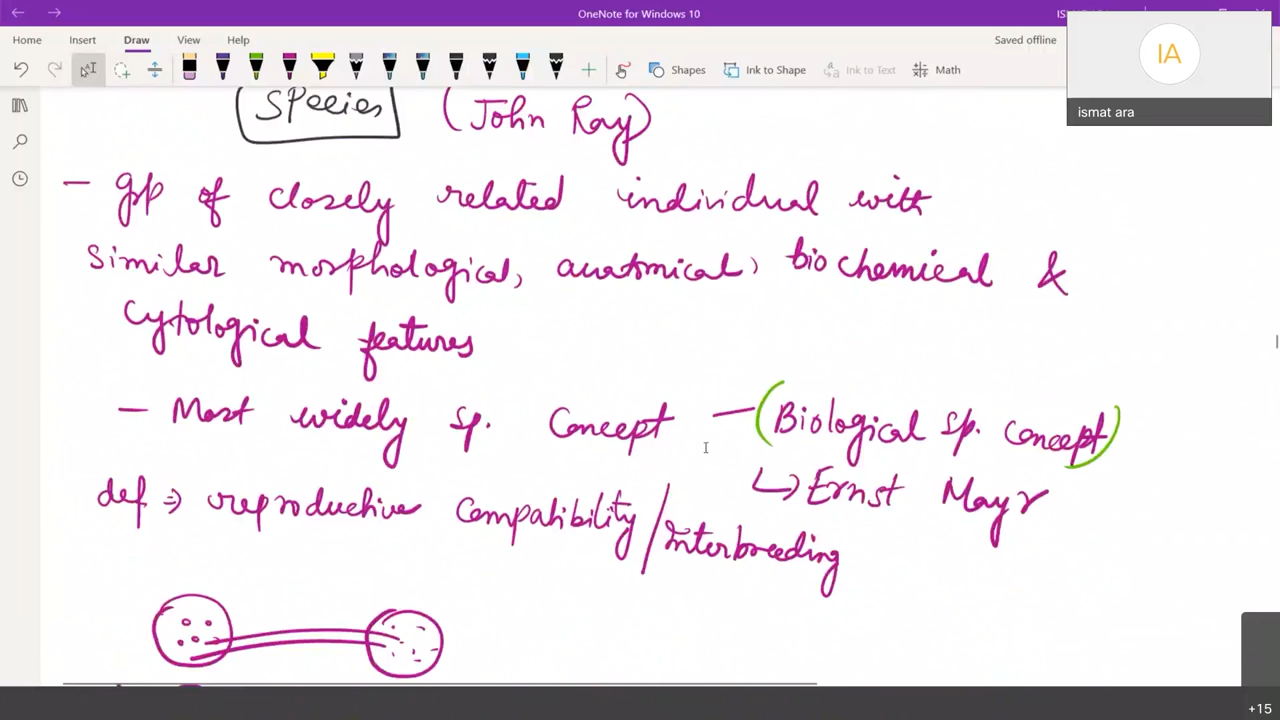 OneNote for Windows 10
Home Insert Draw View Help
Saved offline
Shapes Ink to Shape Ink to Text Math
IA
ismat ara
Species (John Ray)
- gp of closely related individual with
similar morphological, anatomical, biochemical &
Cytological features
- Most widely sp. Concept - (Biological sp. concept)
↳ Ernst Mayr
def ⇒ reproductive Compatibility/Interbreeding
+15